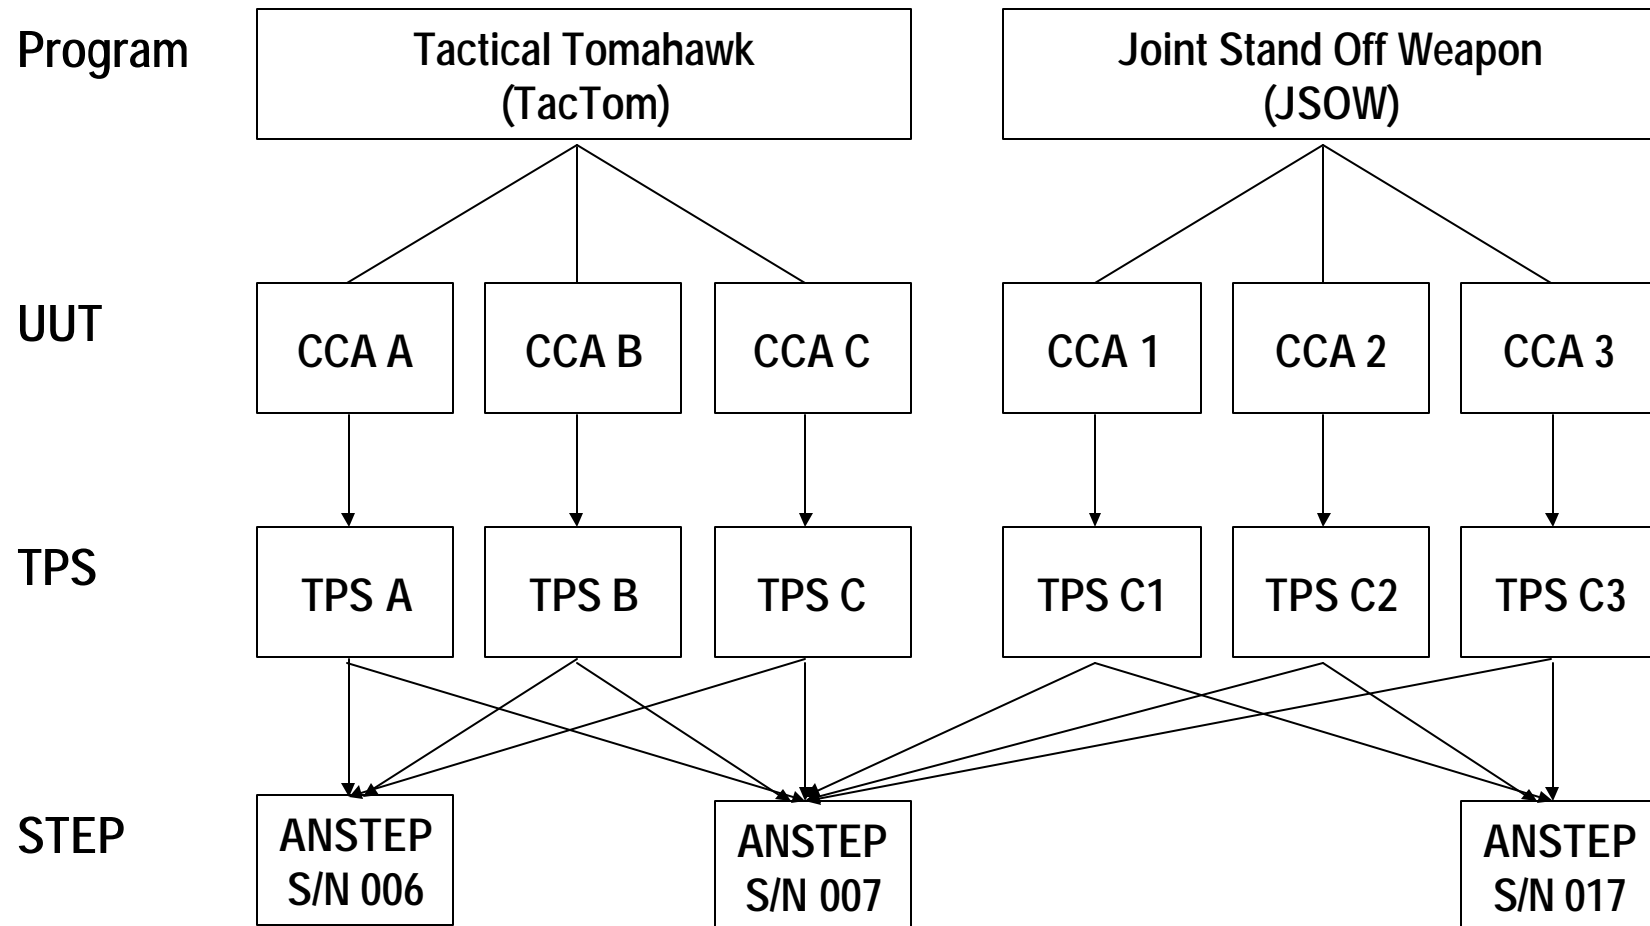 Program
Tactical Tomahawk
(TacTom)
Joint Stand Off Weapon
(JSOW)
UUT
CCA A
CCA B
CCA C
CCA 1
CCA 2
CCA 3
TPS
TPS A
TPS B
TPS C
TPS C1
TPS C2
TPS C3
STEP
ANSTEP
S/N 006
ANSTEP
S/N 007
ANSTEP
S/N 017